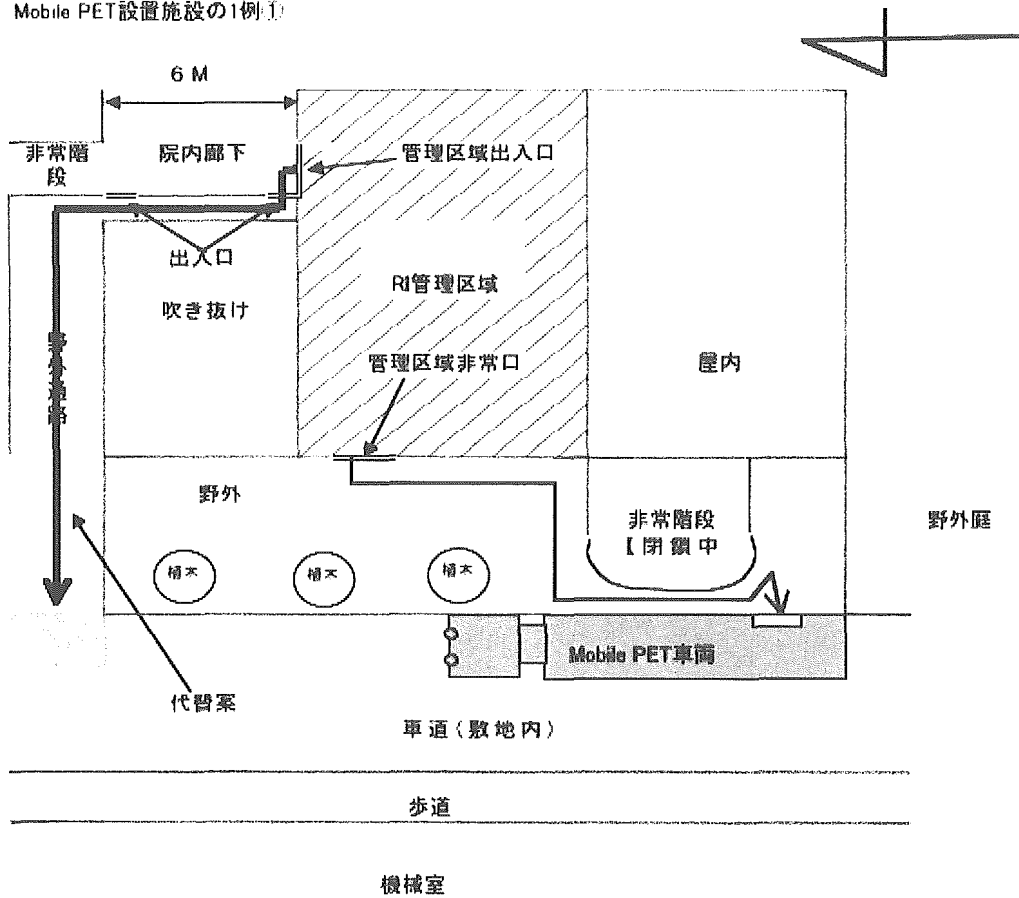 Mobile PET設置施設の1例①
6 M
非常階
段
院内廊下
管理区域出入口
出入口
吹き抜け
RI管理区域
管理区域非常口
屋内
野外通路
野外
非常階段
【閉鎖中
野外庭
植木
植木
植木
Mobile PET車両
代替案
車道(敷地内)
歩道
機械室